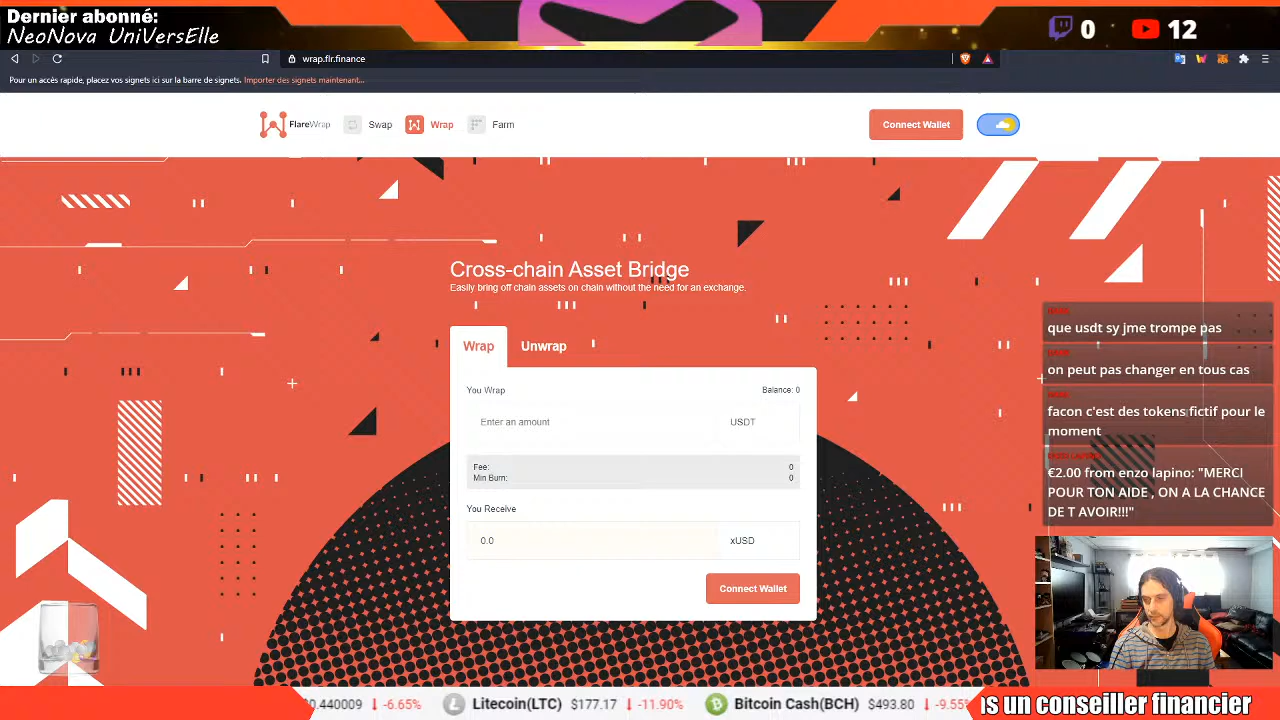 Dernier abonné:
NeoNova UniVersElle
0
12
wrap.flr.finance
Pour un accès rapide, placez vos signets ici sur la barre de signets. Importer des signets maintenant...
FlareWrap
Swap
Wrap
Farm
Connect Wallet
Cross-chain Asset Bridge
Easily bring off chain assets on chain without the need for an exchange.
Wrap
Unwrap
You Wrap
Balance: 0
Enter an amount
USDT
Fee:
0
Min Burn:
0
You Receive
0.0
xUSD
Connect Wallet
que usdt sy jme trompe pas
on peut pas changer en tous cas
facon c'est des tokens fictif pour le
moment
€2.00 from enzo lapino: "MERCI
POUR TON AIDE , ON A LA CHANCE
DE T AVOIR!!!"
0.440009 ↓ -6.65% Litecoin(LTC) $177.17 ↓ -11.90% Bitcoin Cash(BCH) $493.80 ↓ -9.55%
is un conseiller financier